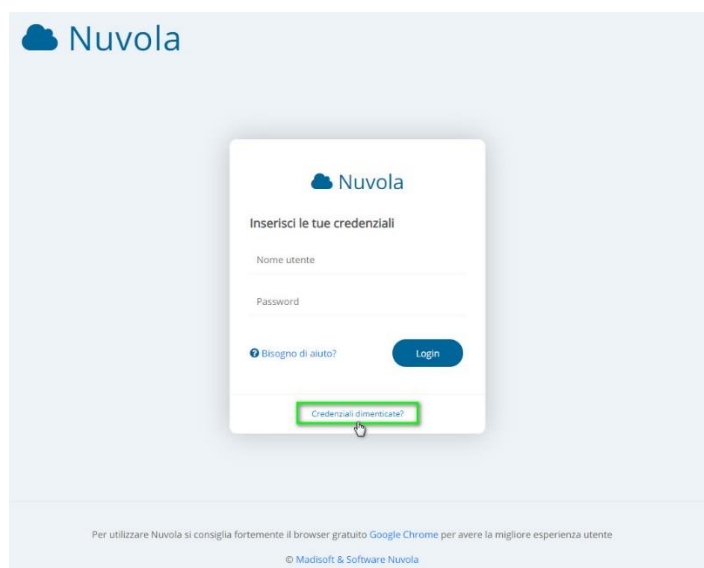 Nuvola
Nuvola
Inserisci le tue credenziali
Nome utente
Password
Bisogno di aiuto?
Login
Credenziali dimenticate?
Per utilizzare Nuvola si consiglia fortemente il browser gratuito Google Chrome per avere la migliore esperienza utente
© Madisoft & Software Nuvola